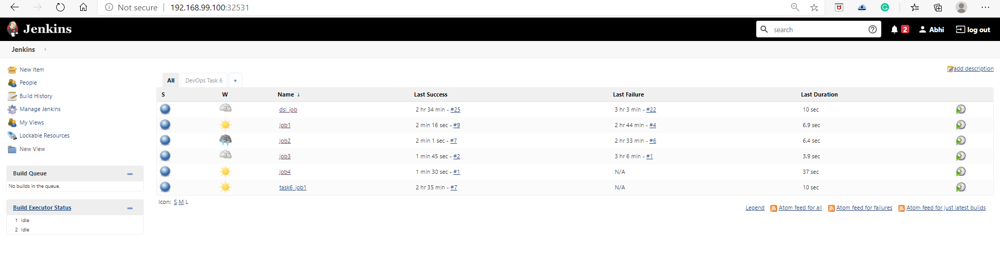 Not secure | 192.168.99.100:32531
Jenkins
search
2
Abhi
log out
Jenkins
New Item
People
Build History
Manage Jenkins
My Views
Lockable Resources
New View
Build Queue
No builds in the queue.
Build Executor Status
1 Idle
2 Idle
add description
All DevOps Task 6 +
S W Name ↓ Last Success Last Failure Last Duration
dsl_job 2 hr 34 min - #25 3 hr 3 min - #22 10 sec
job1 2 min 16 sec - #9 2 hr 44 min - #4 6.9 sec
job2 2 min 1 sec - #7 2 hr 33 min - #6 6.4 sec
job3 1 min 45 sec - #2 3 hr 6 min - #1 3.9 sec
job4 1 min 30 sec - #1 N/A 37 sec
task6_job1 2 hr 35 min - #7 N/A 10 sec
Icon: S M L
Legend Atom feed for all Atom feed for failures Atom feed for just latest builds